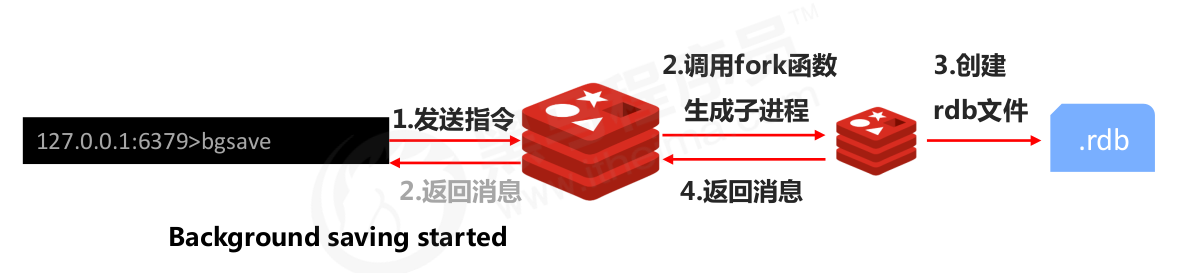 127.0.0.1:6379>bgsave
1.发送指令
2.返回消息
Background saving started
2.调用fork函数
生成子进程
4.返回消息
3.创建
rdb文件
.rdb